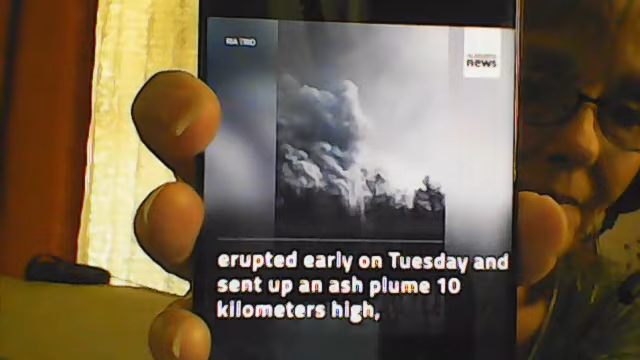 news
erupted early on Tuesday and
sent up an ash plume 10
kilometers high,